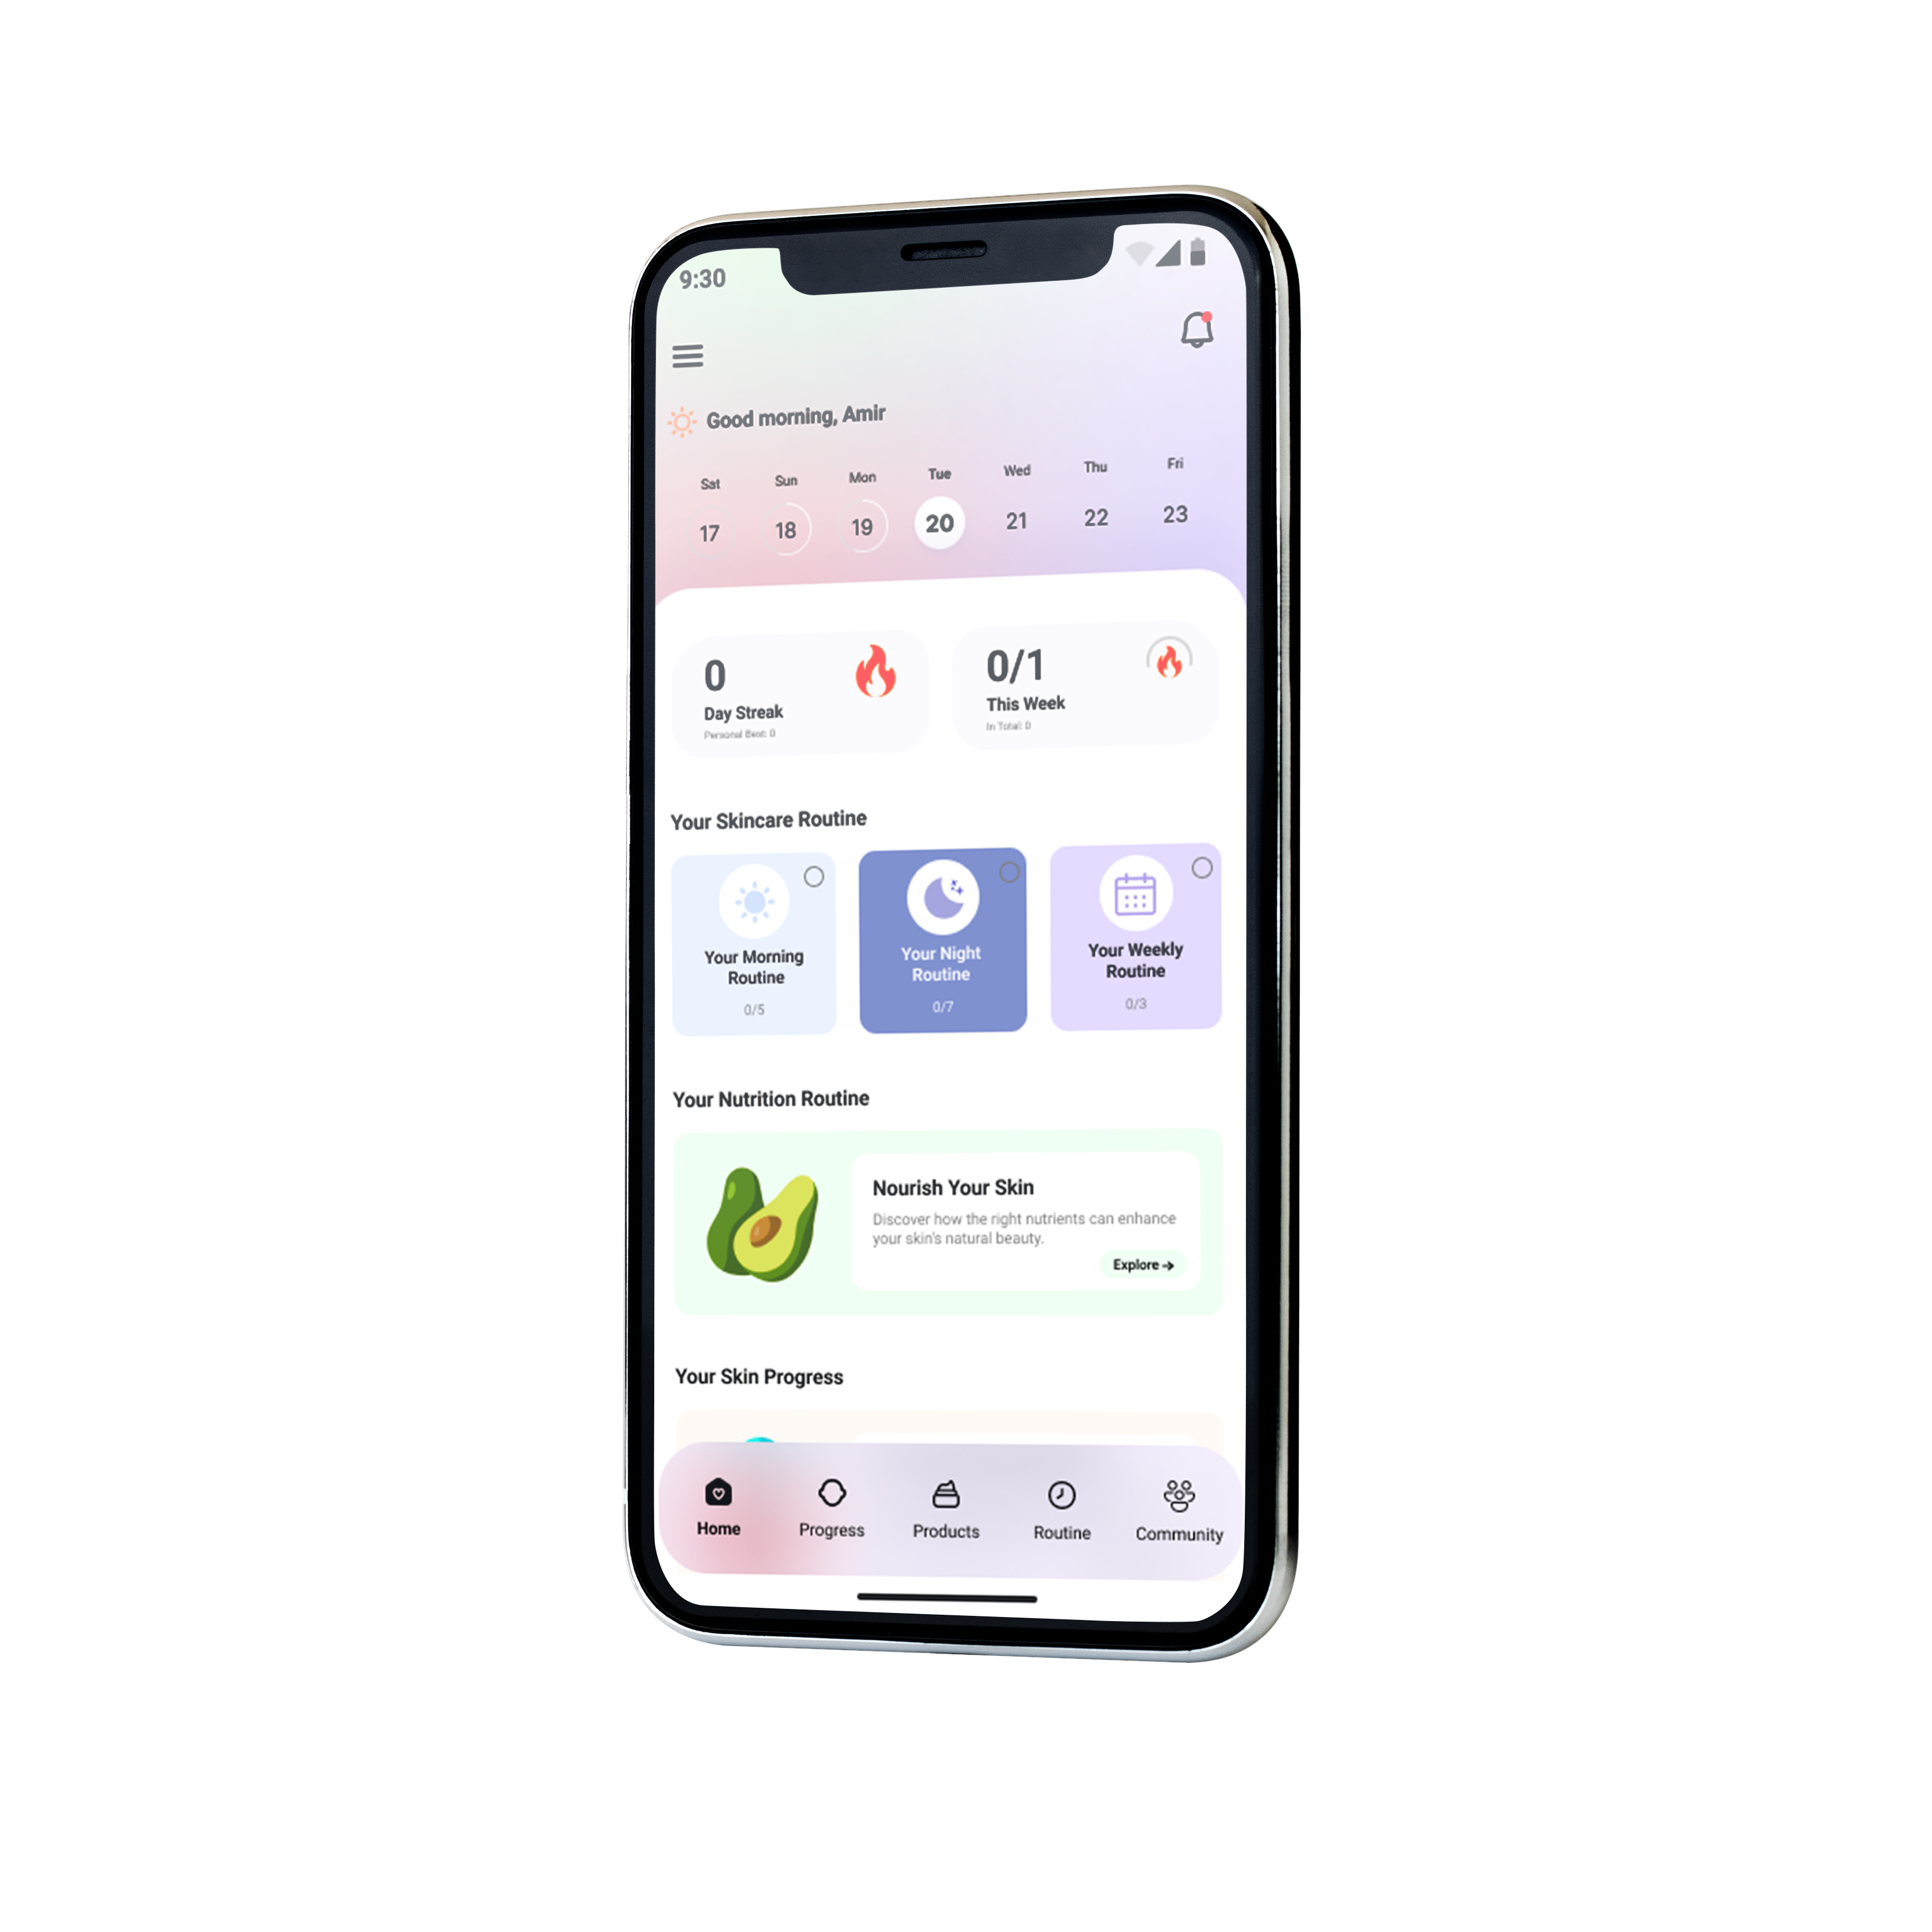 9:30
Good morning, Amir
Sat Sun Mon Tue Wed Thu Fri
17 18 19 20 21 22 23
0
Day Streak
Personal Best: 0
0/1
This Week
In Total: 0
Your Skincare Routine
Your Morning
Routine
0/5
Your Night
Routine
0/7
Your Weekly
Routine
0/3
Your Nutrition Routine
Nourish Your Skin
Discover how the right nutrients can enhance
your skin's natural beauty.
Explore →
Your Skin Progress
Home Progress Products Routine Community